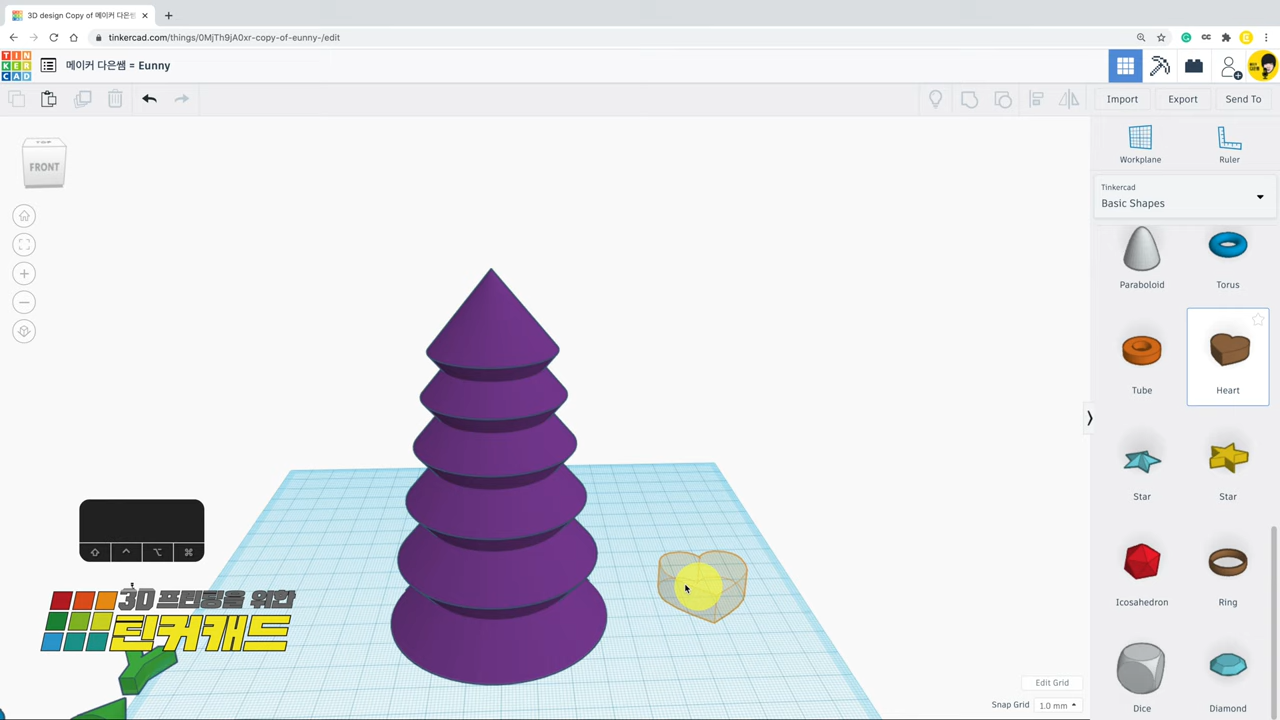 3D design Copy of 메이커 다은쌤
tinkercad.com/things/0MjTh9jA0xr-copy-of-eunny-/edit
CC
E
TIN
KER
CAD
메이커 다은쌤 = Eunny
Import
Export
Send To
TOP
FRONT
Workplane
Ruler
Tinkercad
Basic Shapes
Paraboloid
Torus
Tube
Heart
Star
Star
Icosahedron
Ring
Dice
Diamond
3D 프린팅을 위한
틴커캐드
Edit Grid
Snap Grid 1.0 mm